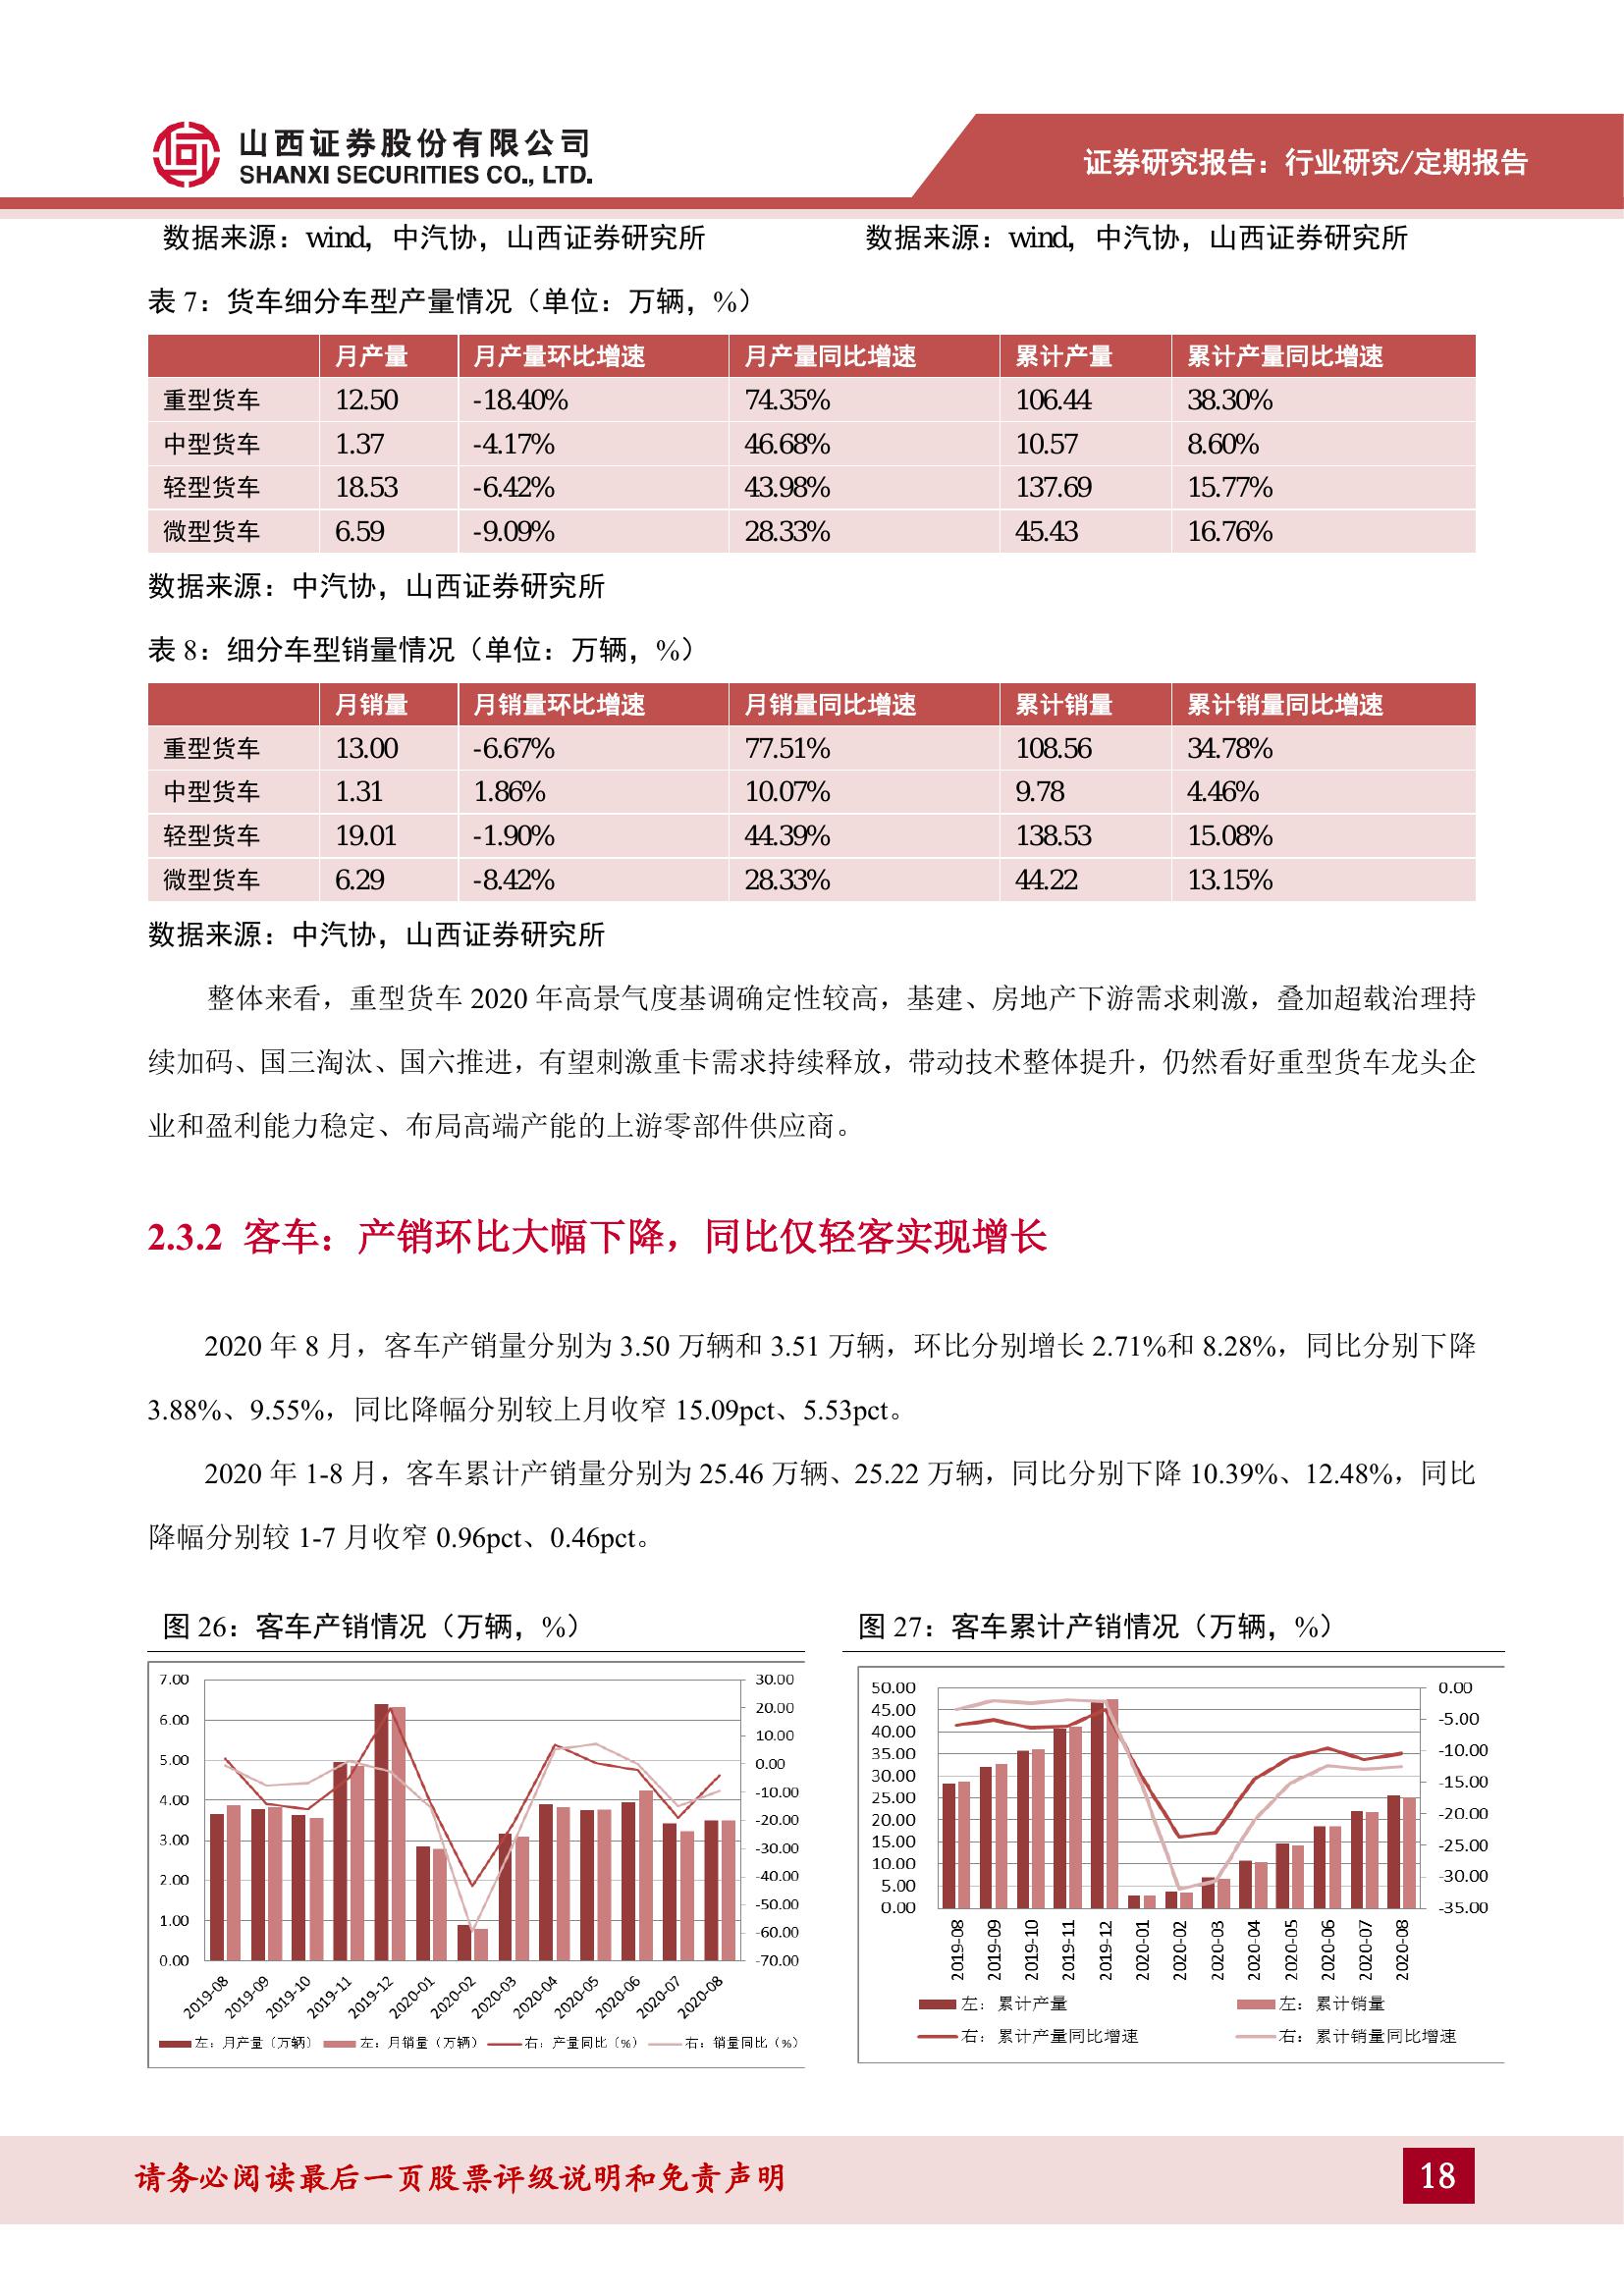 山西证券股份有限公司
SHANXI SECURITIES CO., LTD.
证券研究报告：行业研究/定期报告
数据来源：wind，中汽协，山西证券研究所 数据来源：wind，中汽协，山西证券研究所
表 7：货车细分车型产量情况（单位：万辆，%）
月产量 月产量环比增速 月产量同比增速 累计产量 累计产量同比增速
重型货车 12.50 -18.40% 74.35% 106.44 38.30%
中型货车 1.37 -4.17% 46.68% 10.57 8.60%
轻型货车 18.53 -6.42% 43.98% 137.69 15.77%
微型货车 6.59 -9.09% 28.33% 45.43 16.76%
数据来源：中汽协，山西证券研究所
表 8：细分车型销量情况（单位：万辆，%）
月销量 月销量环比增速 月销量同比增速 累计销量 累计销量同比增速
重型货车 13.00 -6.67% 77.51% 108.56 34.78%
中型货车 1.31 1.86% 10.07% 9.78 4.46%
轻型货车 19.01 -1.90% 44.39% 138.53 15.08%
微型货车 6.29 -8.42% 28.33% 44.22 13.15%
数据来源：中汽协，山西证券研究所
整体来看，重型货车 2020 年高景气度基调确定性较高，基建、房地产下游需求刺激，叠加超载治理持
续加码、国三淘汰、国六推进，有望刺激重卡需求持续释放，带动技术整体提升，仍然看好重型货车龙头企
业和盈利能力稳定、布局高端产能的上游零部件供应商。
2.3.2 客车：产销环比大幅下降，同比仅轻客实现增长
2020 年 8 月，客车产销量分别为 3.50 万辆和 3.51 万辆，环比分别增长 2.71%和 8.28%，同比分别下降
3.88%、9.55%，同比降幅分别较上月收窄 15.09pct、5.53pct。
2020 年 1-8 月，客车累计产销量分别为 25.46 万辆、25.22 万辆，同比分别下降 10.39%、12.48%，同比
降幅分别较 1-7 月收窄 0.96pct、0.46pct。
图 26：客车产销情况（万辆，%）
7.00
6.00
5.00
4.00
3.00
2.00
1.00
0.00
30.00
20.00
10.00
0.00
-10.00
-20.00
-30.00
-40.00
-50.00
-60.00
-70.00
2019-08 2019-09 2019-10 2019-11 2019-12 2020-01 2020-02 2020-03 2020-04 2020-05 2020-06 2020-07 2020-08
左：月产量（万辆） 左：月销量（万辆） 右：产量同比（%） 右：销量同比（%）
图 27：客车累计产销情况（万辆，%）
50.00
45.00
40.00
35.00
30.00
25.00
20.00
15.00
10.00
5.00
0.00
0.00
-5.00
-10.00
-15.00
-20.00
-25.00
-30.00
-35.00
2019-08 2019-09 2019-10 2019-11 2019-12 2020-01 2020-02 2020-03 2020-04 2020-05 2020-06 2020-07 2020-08
左：累计产量 左：累计销量
右：累计产量同比增速 右：累计销量同比增速
请务必阅读最后一页股票评级说明和免责声明
18